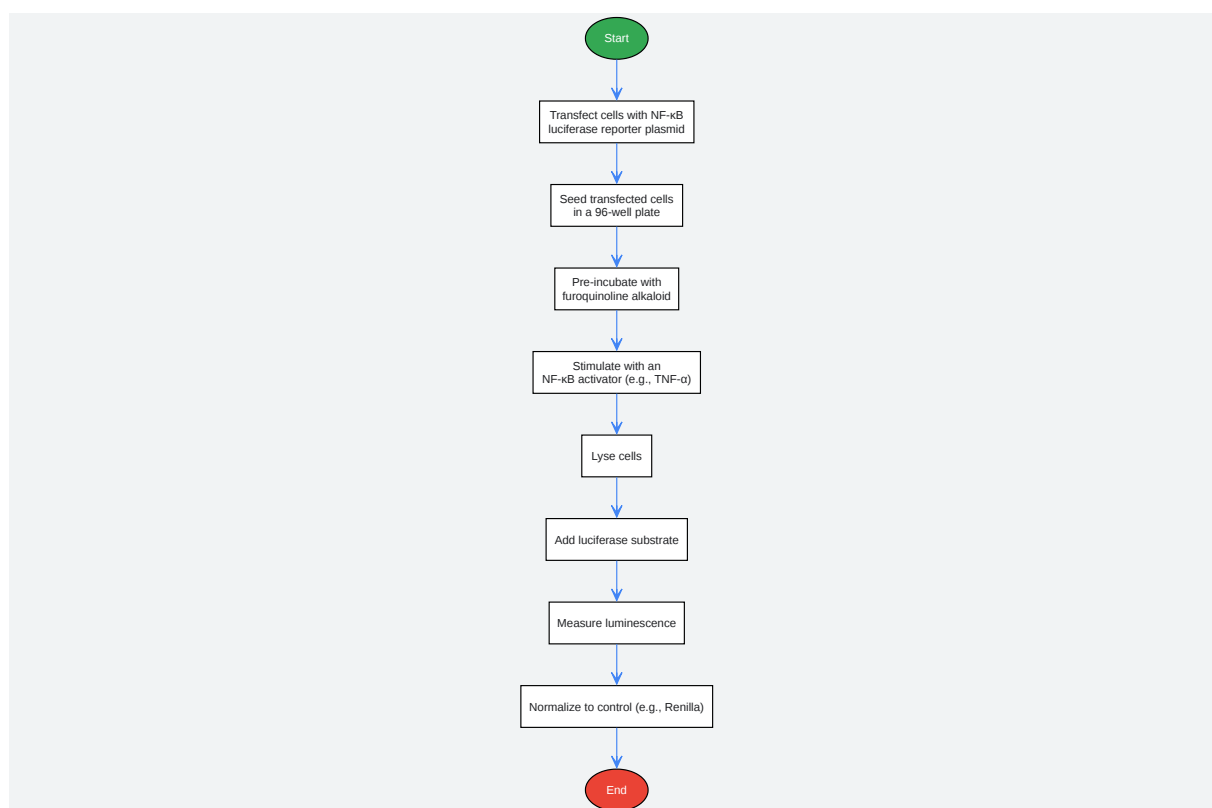 Start
Transfect cells with NF-κB
luciferase reporter plasmid
Seed transfected cells
in a 96-well plate
Pre-incubate with
furoquinoline alkaloid
Stimulate with an
NF-κB activator (e.g., TNF-α)
Lyse cells
Add luciferase substrate
Measure luminescence
Normalize to control (e.g., Renilla)
End